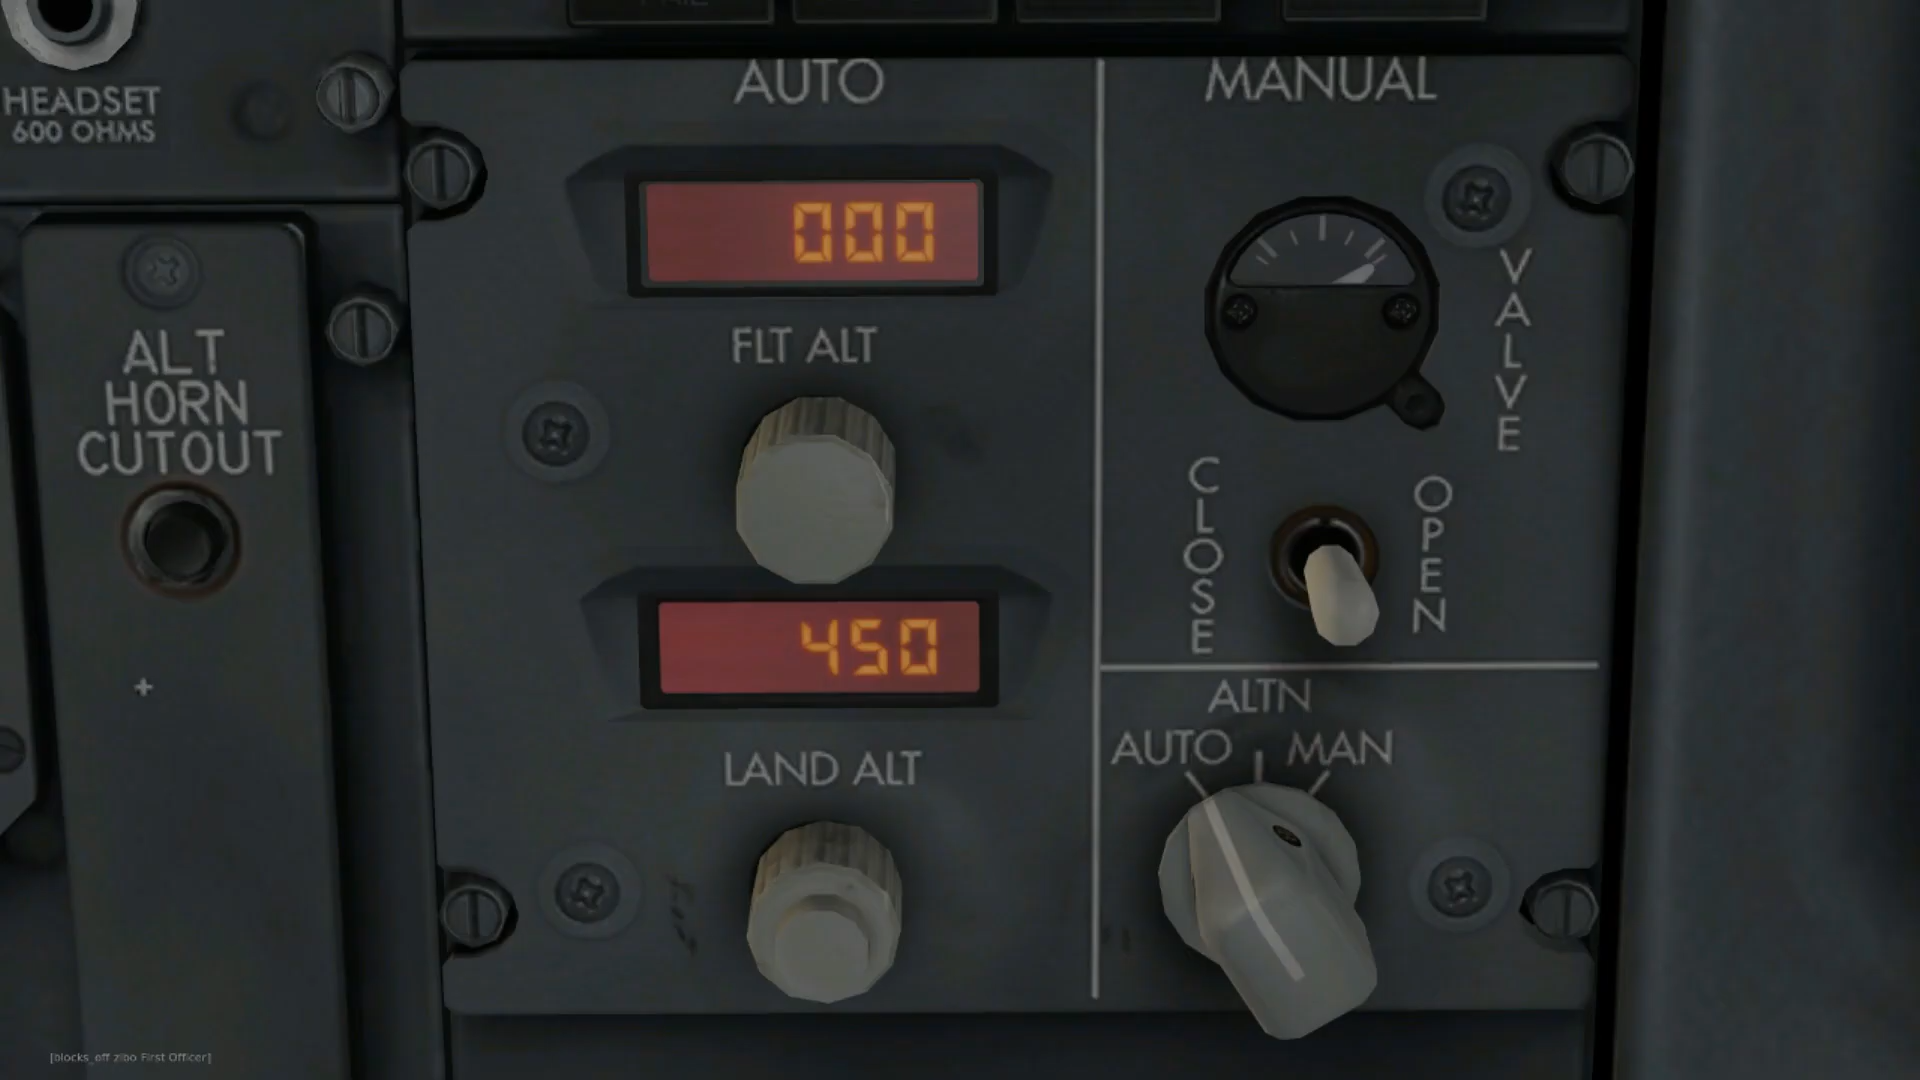 AUTO
MANUAL
HEADSET
600 OHMS
000
FLT ALT
VALVE
ALT
HORN
CUTOUT
CLOSE
OPEN
450
ALTN
AUTO
MAN
LAND ALT
[blocks_off zibo First Officer]